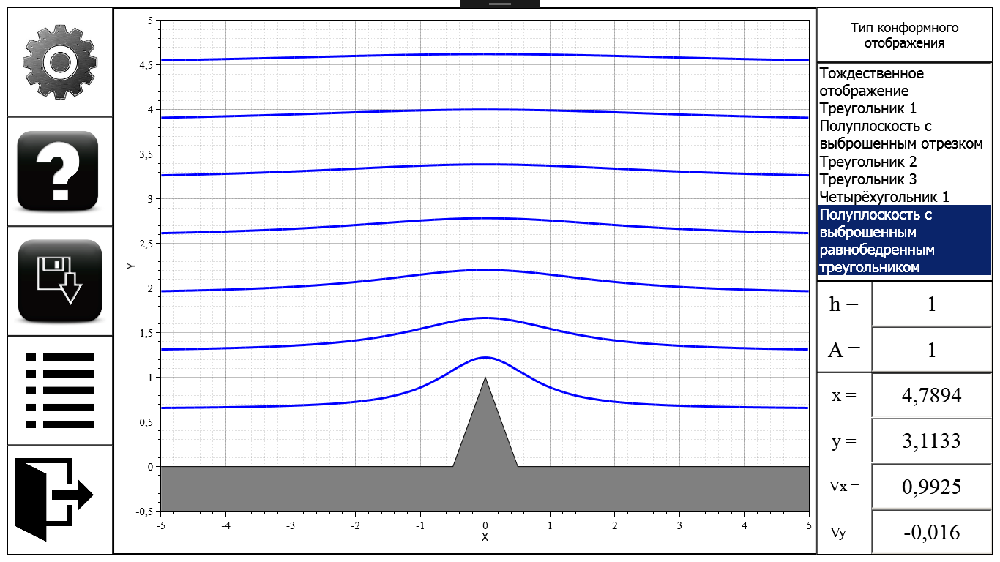 ?
5
4,5
4
3,5
3
2,5
2
1,5
1
0,5
0
-0,5
Y
-5 -4 -3 -2 -1 0 1 2 3 4 5
X
Тип конформного
отображения
Тождественное
отображение
Треугольник 1
Полуплоскость с
выброшенным отрезком
Треугольник 2
Треугольник 3
Четырёхугольник 1
Полуплоскость с
выброшенным
равнобедренным
треугольником
h = 1
A = 1
x = 4,7894
y = 3,1133
Vx = 0,9925
Vy = -0,016